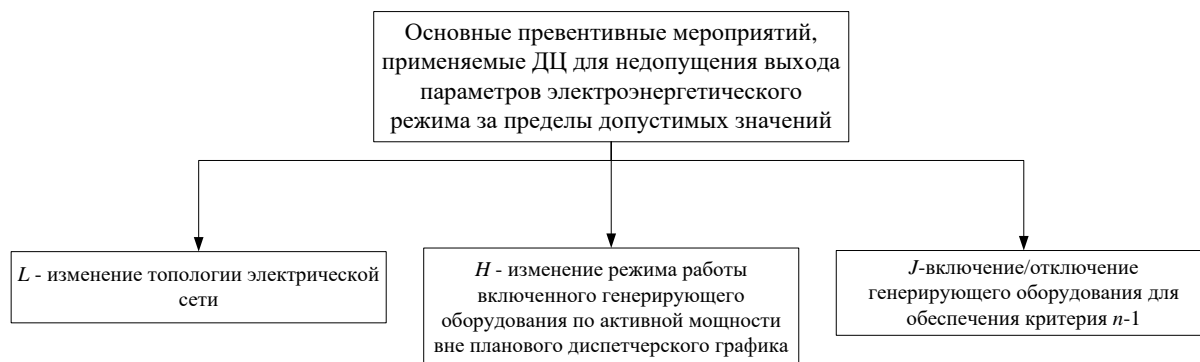 Основные превентивные мероприятий,
применяемые ДЦ для недопущения выхода
параметров электроэнергетического
режима за пределы допустимых значений
L - изменение топологии электрической
сети
H - изменение режима работы
включенного генерирующего
оборудования по активной мощности
вне планового диспетчерского графика
J-включение/отключение
генерирующего оборудования для
обеспечения критерия n-1